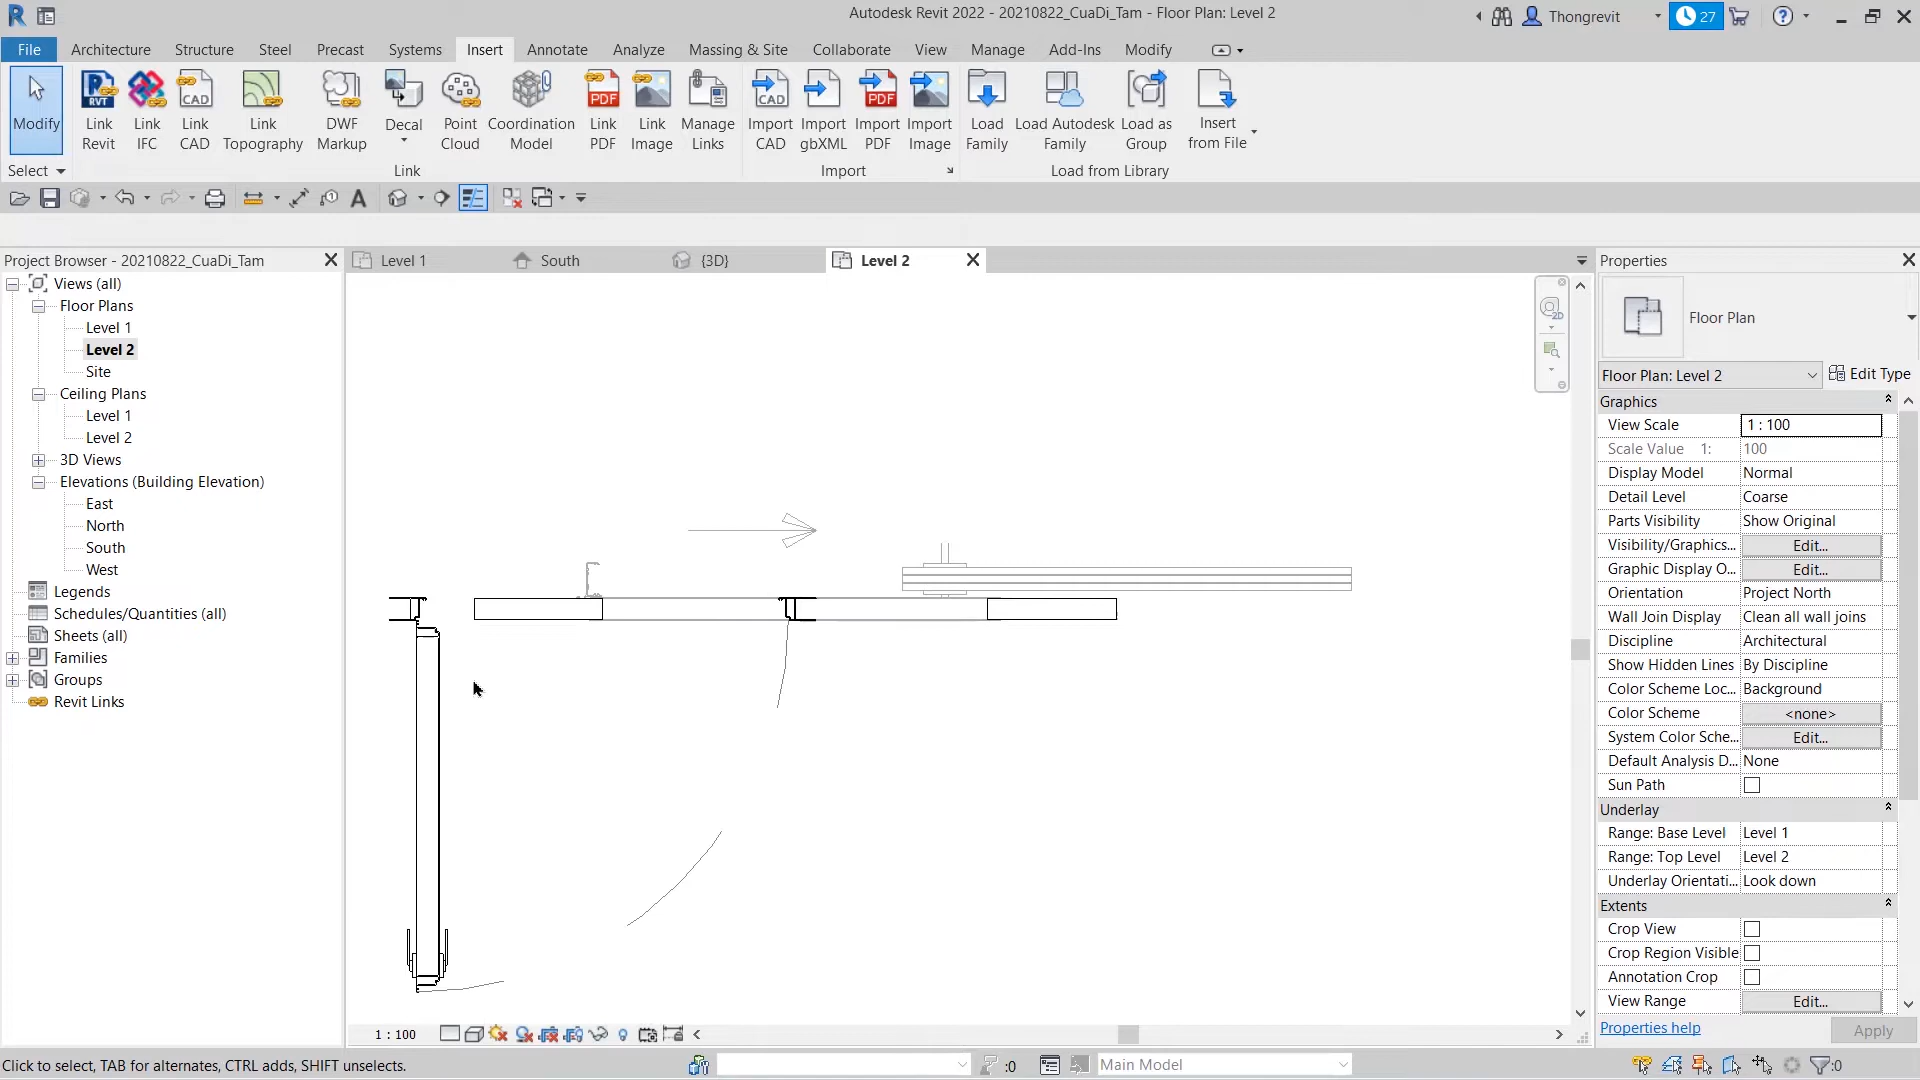 Autodesk Revit 2022 - 20210822_CuaDi_Tam - Floor Plan: Level 2
Thongrevit
27
File Architecture Structure Steel Precast Systems Insert Annotate Analyze Massing & Site Collaborate View Manage Add-Ins Modify
Modify
Link Revit
Link IFC
Link CAD
Link Topography
DWF Markup
Decal
Point Cloud
Coordination Model
Link PDF
Link Image
Manage Links
Import CAD
Import gbXML
Import PDF
Import Image
Load Family
Load Autodesk Family
Load as Group
Insert from File
Select Link Import Load from Library
Project Browser - 20210822_CuaDi_Tam
Level 1 South {3D} Level 2
Views (all)
Floor Plans
Level 1
Level 2
Site
Ceiling Plans
Level 1
Level 2
3D Views
Elevations (Building Elevation)
East
North
South
West
Legends
Schedules/Quantities (all)
Sheets (all)
Families
Groups
Revit Links
Properties
Floor Plan
Floor Plan: Level 2 Edit Type
Graphics
View Scale 1 : 100
Scale Value 1: 100
Display Model Normal
Detail Level Coarse
Parts Visibility Show Original
Visibility/Graphics... Edit...
Graphic Display O... Edit...
Orientation Project North
Wall Join Display Clean all wall joins
Discipline Architectural
Show Hidden Lines By Discipline
Color Scheme Loc... Background
Color Scheme <none>
System Color Sche... Edit...
Default Analysis D... None
Sun Path
Underlay
Range: Base Level Level 1
Range: Top Level Level 2
Underlay Orientati... Look down
Extents
Crop View
Crop Region Visible
Annotation Crop
View Range Edit...
Properties help Apply
1 : 100
Click to select, TAB for alternates, CTRL adds, SHIFT unselects.
:0 Main Model :0